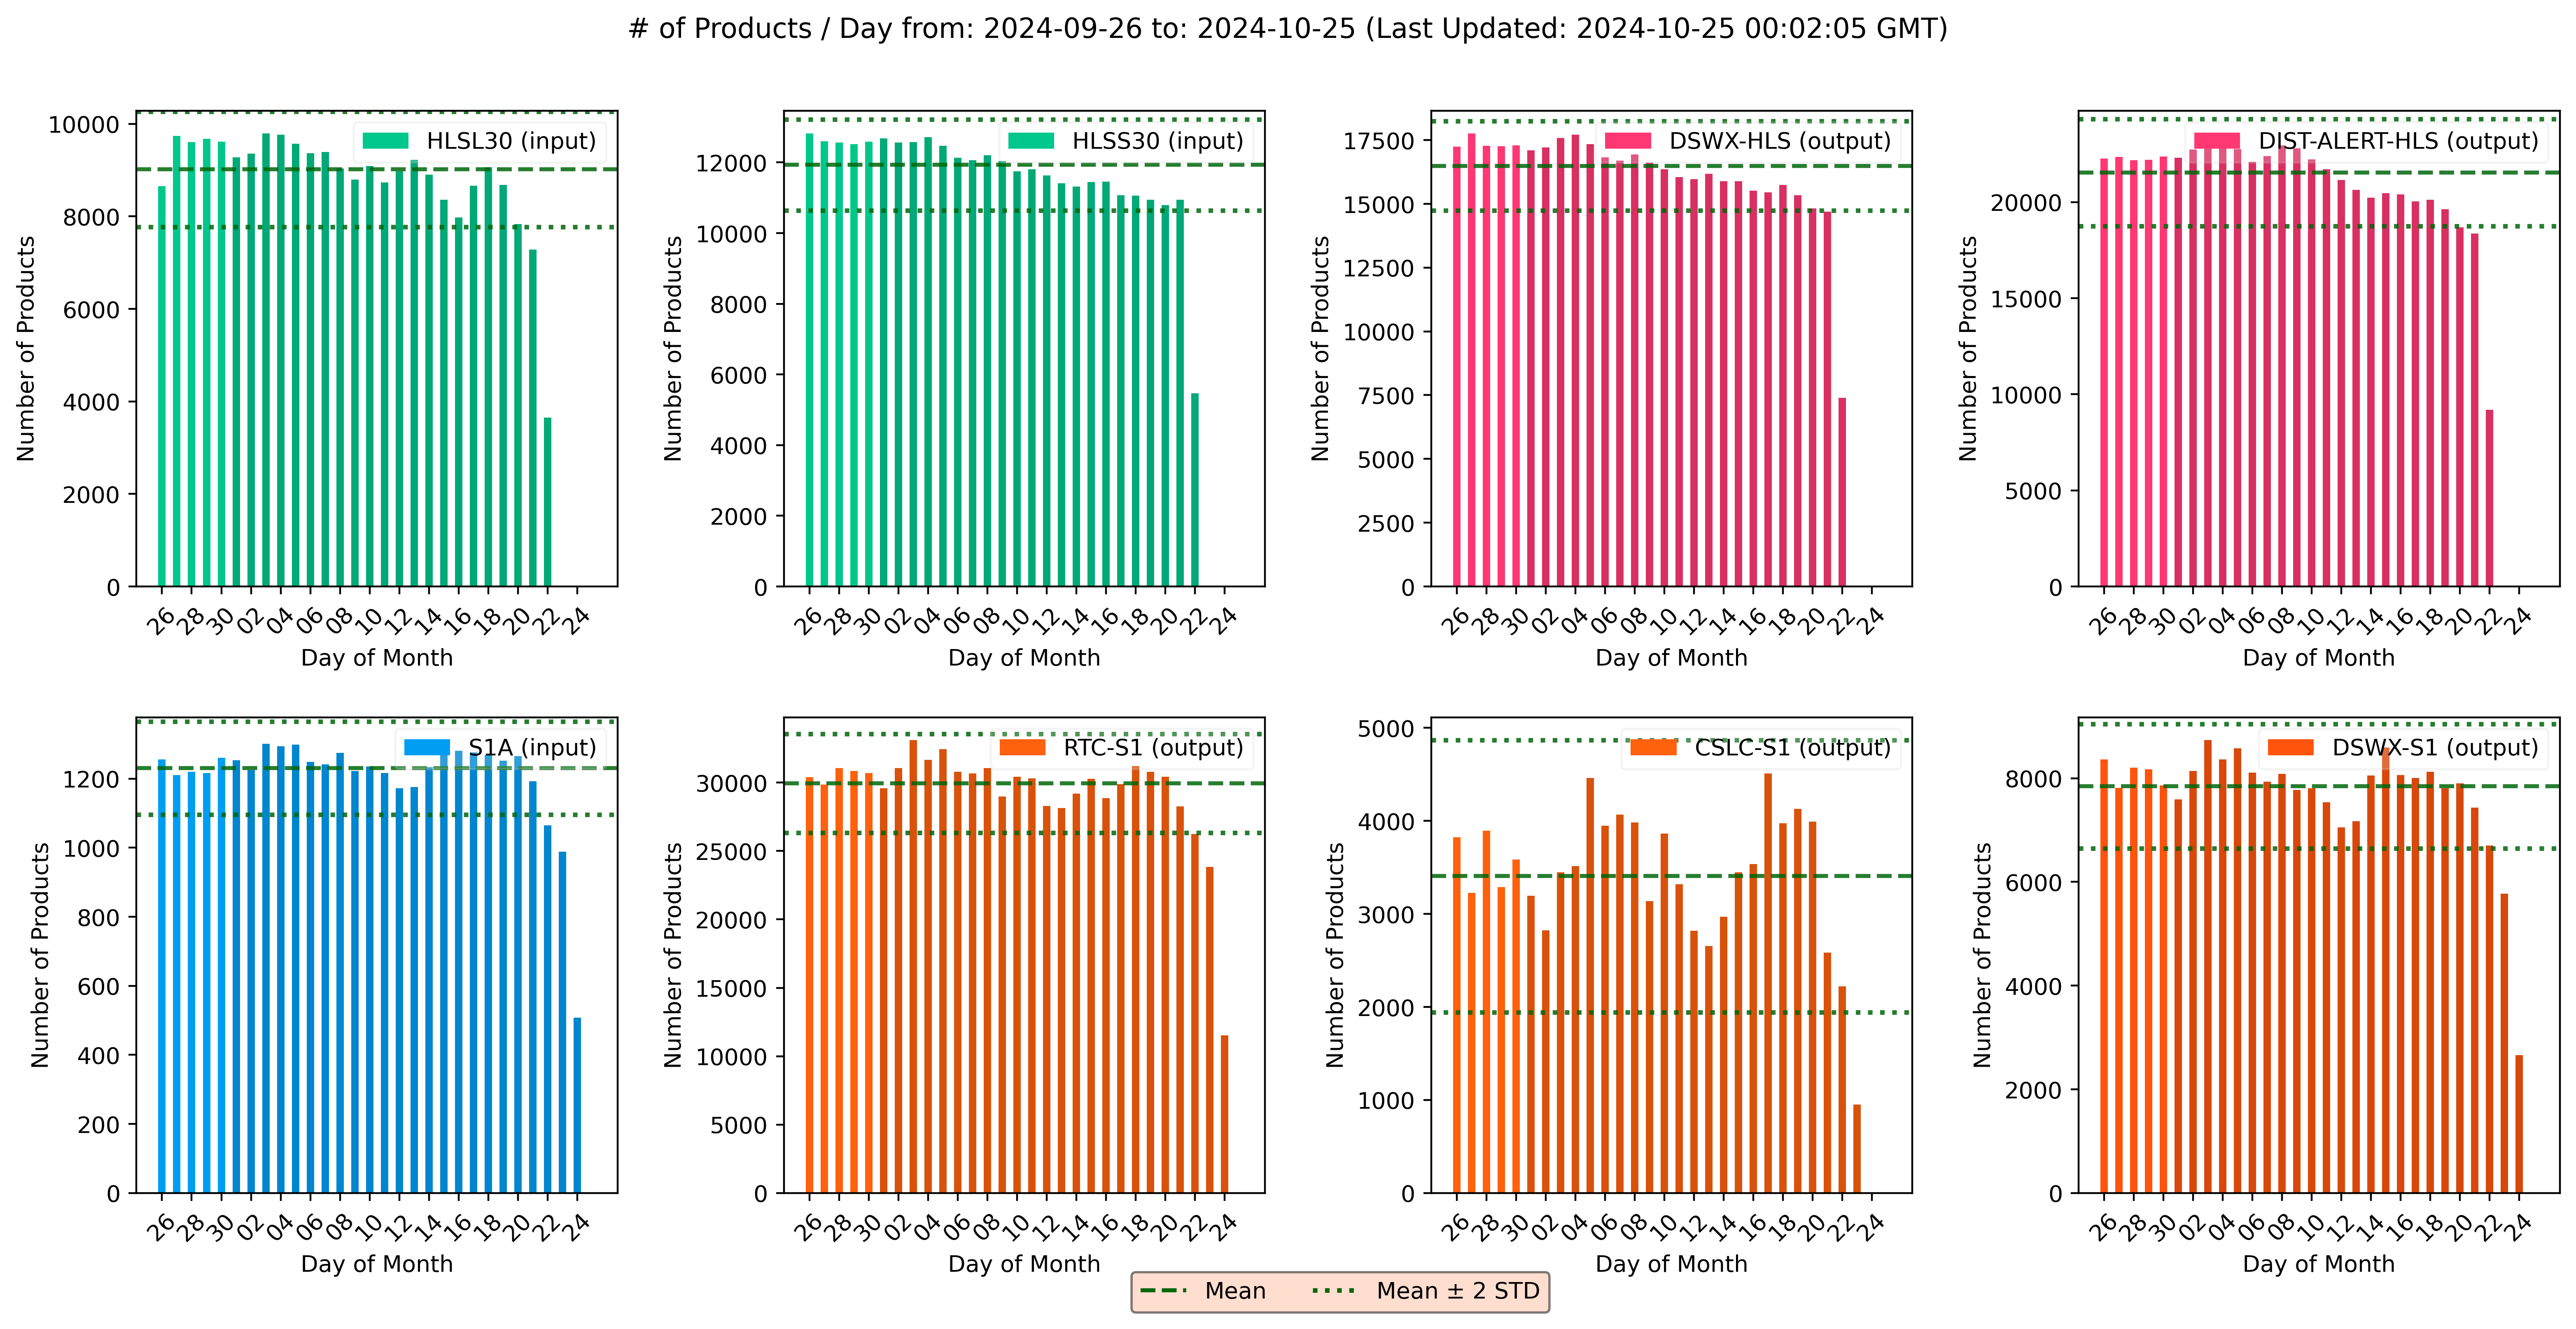 # of Products / Day from: 2024-09-26 to: 2024-10-25 (Last Updated: 2024-10-25 00:02:05 GMT)
HLSL30 (input)
Number of Products
10000
8000
6000
4000
2000
0
26 28 30 02 04 06 08 10 12 14 16 18 20 22 24
Day of Month
HLSS30 (input)
Number of Products
12000
10000
8000
6000
4000
2000
0
26 28 30 02 04 06 08 10 12 14 16 18 20 22 24
Day of Month
DSWX-HLS (output)
Number of Products
17500
15000
12500
10000
7500
5000
2500
0
26 28 30 02 04 06 08 10 12 14 16 18 20 22 24
Day of Month
DIST-ALERT-HLS (output)
Number of Products
20000
15000
10000
5000
0
26 28 30 02 04 06 08 10 12 14 16 18 20 22 24
Day of Month
S1A (input)
Number of Products
1200
1000
800
600
400
200
0
26 28 30 02 04 06 08 10 12 14 16 18 20 22 24
Day of Month
RTC-S1 (output)
Number of Products
30000
25000
20000
15000
10000
5000
0
26 28 30 02 04 06 08 10 12 14 16 18 20 22 24
Day of Month
CSLC-S1 (output)
Number of Products
5000
4000
3000
2000
1000
0
26 28 30 02 04 06 08 10 12 14 16 18 20 22 24
Day of Month
DSWX-S1 (output)
Number of Products
8000
6000
4000
2000
0
26 28 30 02 04 06 08 10 12 14 16 18 20 22 24
Day of Month
Mean
Mean ± 2 STD